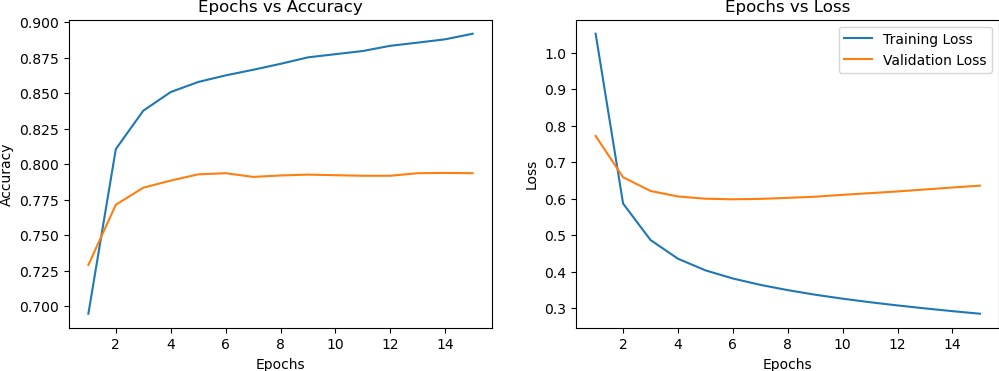 Epochs vs Accuracy
0.900
0.875
0.850
0.825
0.800
0.775
0.750
0.725
0.700
Accuracy
2 4 6 8 10 12 14
Epochs
Epochs vs Loss
Training Loss
Validation Loss
1.0
0.9
0.8
0.7
0.6
0.5
0.4
0.3
Loss
2 4 6 8 10 12 14
Epochs